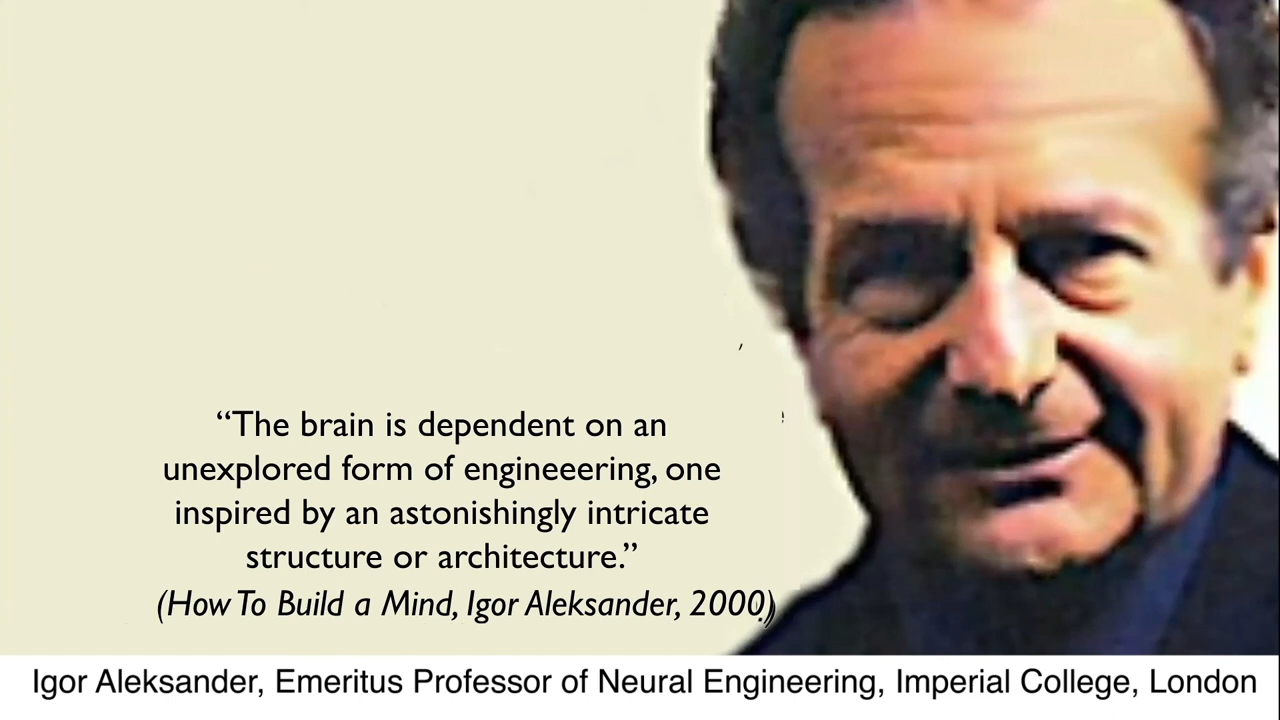 “The brain is dependent on an
unexplored form of engineeering, one
inspired by an astonishingly intricate
structure or architecture.”
(How To Build a Mind, Igor Aleksander, 2000.)
Igor Aleksander, Emeritus Professor of Neural Engineering, Imperial College, London